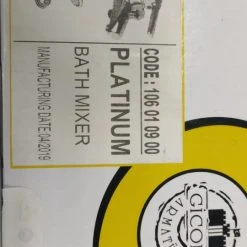 CODE: 106 01 09 00
PLATINUM
BATH MIXER
MANUFACTURING DATE:04/2019